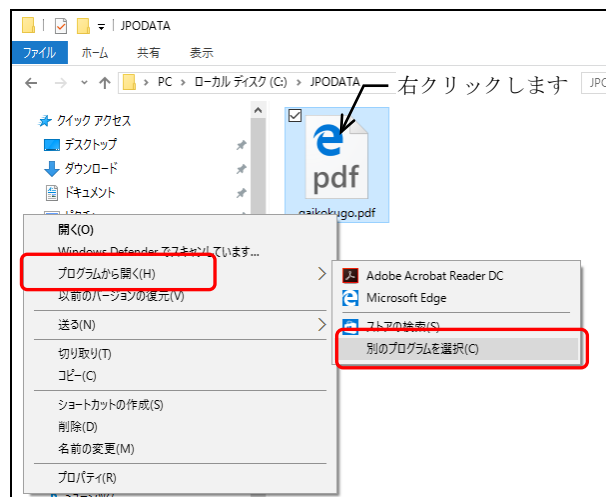 JPODATA
ファイル ホーム 共有 表示
PC ローカル ディスク (C:) JPODATA
右クリックします
クイック アクセス
デスクトップ
ダウンロード
ドキュメント
pdf
gaikokugo.pdf
開く(O)
Windows Defender でスキャンしています...
プログラムから開く(H)
以前のバージョンの復元(V)
送る(N)
切り取り(T)
コピー(C)
ショートカットの作成(S)
削除(D)
名前の変更(M)
プロパティ(R)
Adobe Acrobat Reader DC
Microsoft Edge
ストアの検索(S)
別のプログラムを選択(C)